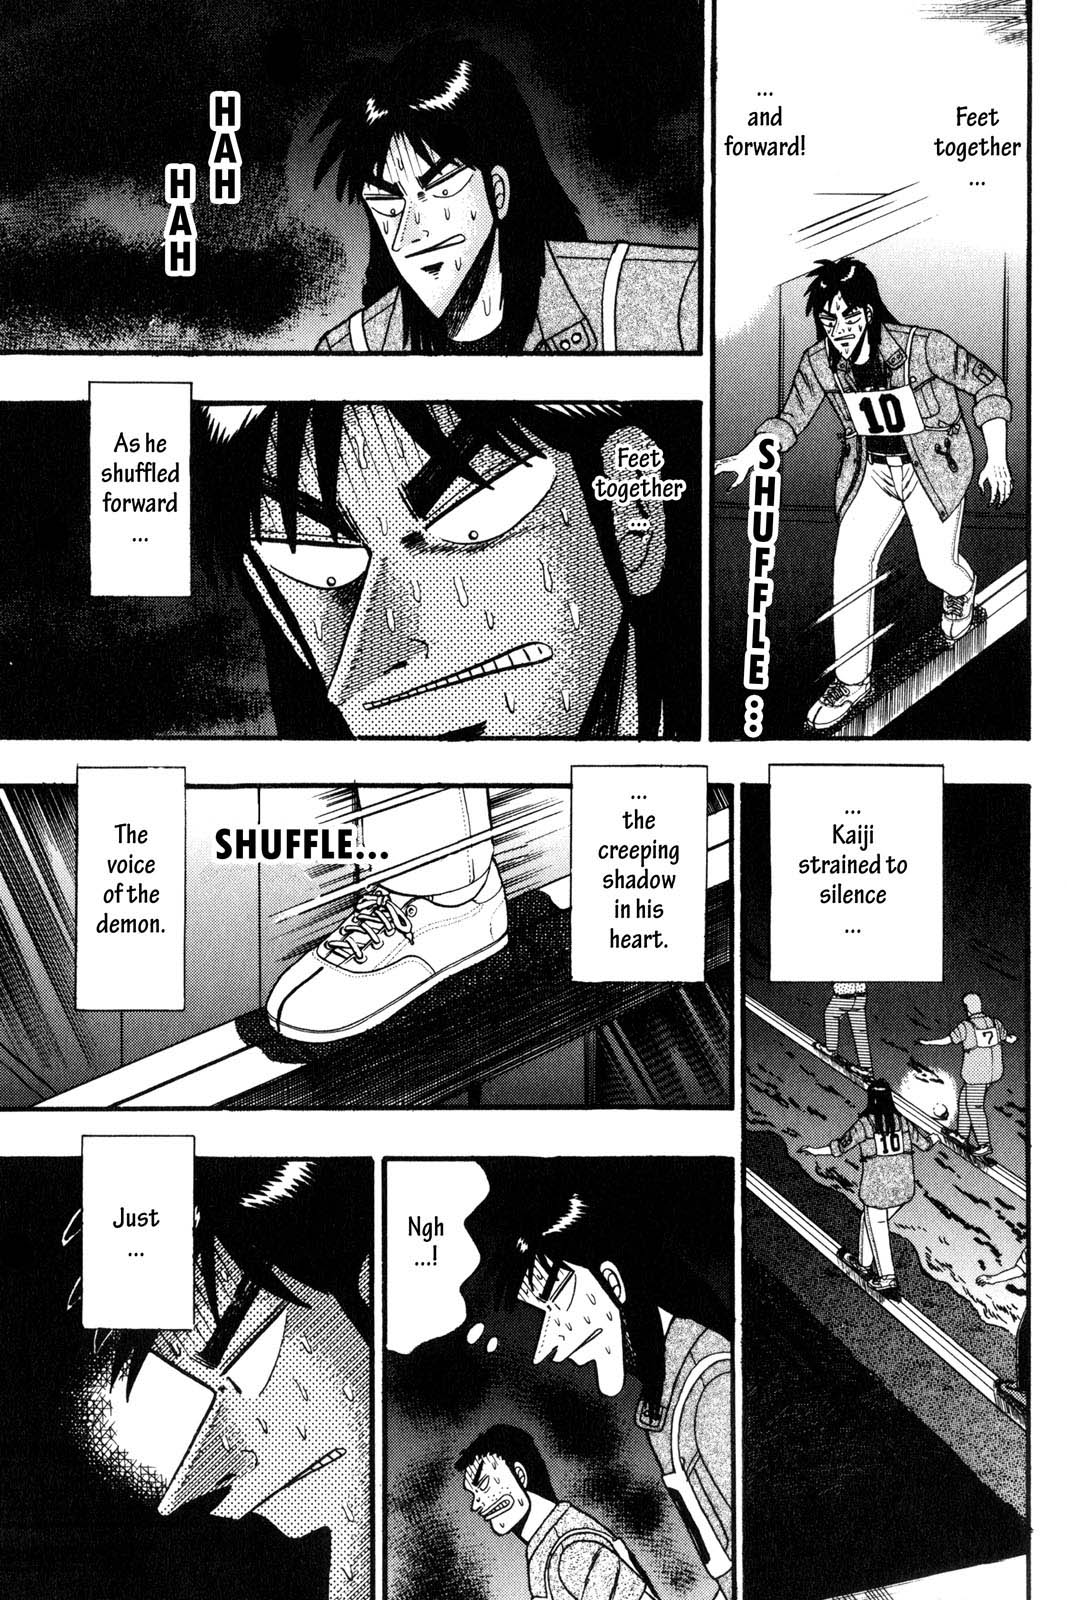 Feet
together
...
...
and
forward!
10
SHUFFLE...
HAH
HAH
Feet
together
...
As he
shuffled
forward
...
...
Kaiji
strained to
silence
...
7
10
...
the
creeping
shadow
in his
heart.
SHUFFLE...
The
voice
of the
demon.
Ngh
...!
Just
...